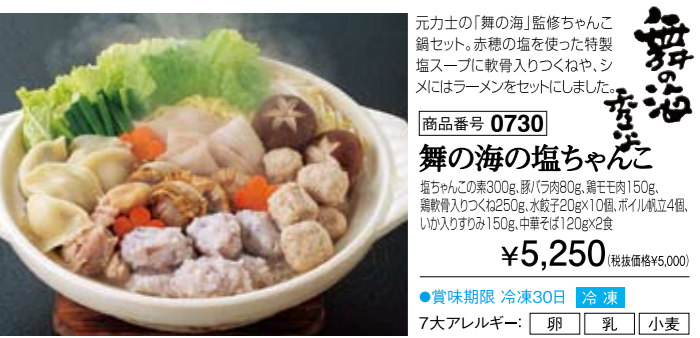 元力士の「舞の海」監修ちゃんこ
鍋セット。赤穂の塩を使った特製
塩スープに軟骨入りつくねや、シ
メにはラーメンをセットにしました。
舞の海
秀平
商品番号 0730
舞の海の塩ちゃんこ
塩ちゃんこの素300g、豚バラ肉80g、鶏モモ肉150g、
鶏軟骨入りつくね250g、水餃子20g×10個、ボイル帆立4個、
いか入りすりみ150g、中華そば120g×2食
¥5,250(税抜価格¥5,000)
●賞味期限 冷凍30日 冷凍
7大アレルギー: 卵 乳 小麦